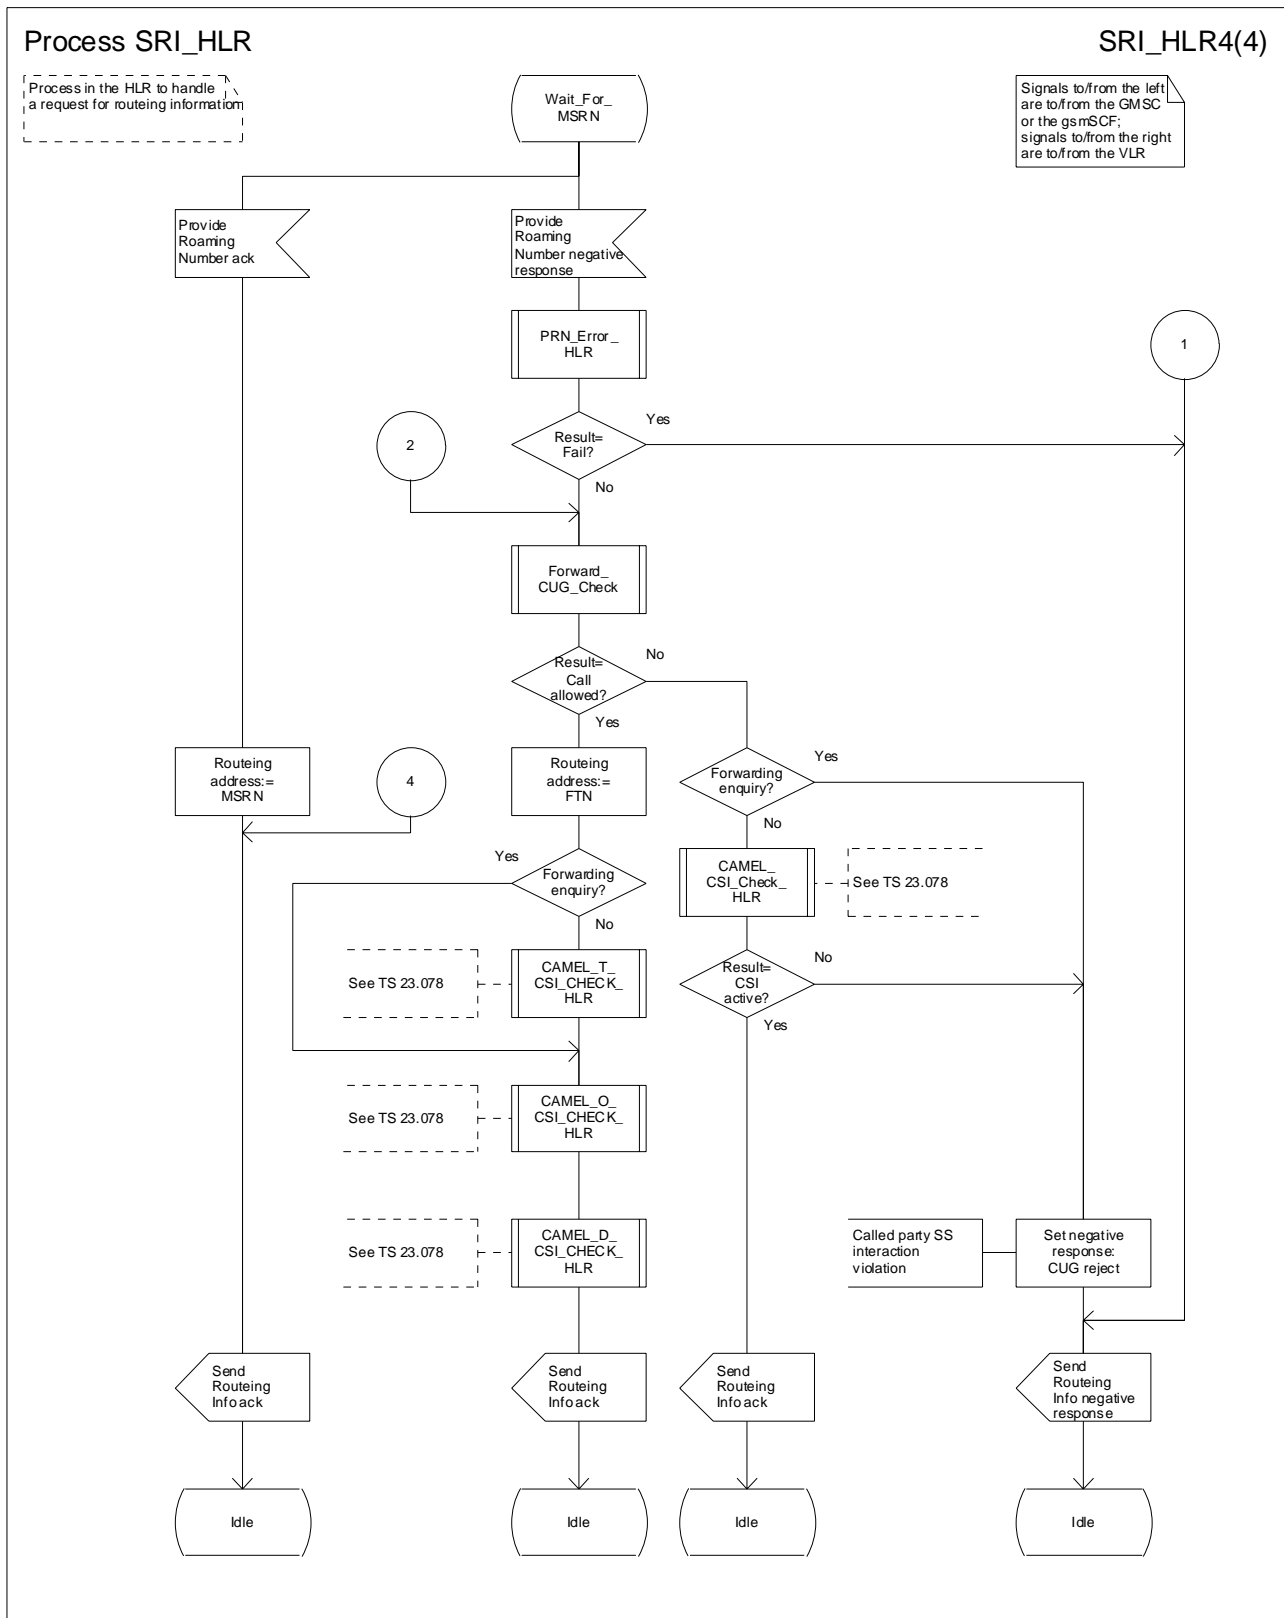 Process SRI_HLR
SRI_HLR4(4)
Process in the HLR to handle
a request for routeing information
Wait_For_
MSRN
Signals to/from the left
are to/from the GMSC
or the gsmSCF;
signals to/from the right
are to/from the VLR
Provide
Roaming
Number ack
Provide
Roaming
Number negative
response
PRN_Error_
HLR
1
2
Result=
Fail?
Yes
No
Forward_
CUG_Check
Result=
Call
allowed?
No
Yes
Routeing
address:=
MSRN
4
Routeing
address:=
FTN
Forwarding
enquiry?
Yes
No
Yes
Forwarding
enquiry?
No
CAMEL_
CSI_Check_
HLR
See TS 23.078
See TS 23.078
CAMEL_T_
CSI_CHECK_
HLR
Result=
CSI
active?
No
Yes
See TS 23.078
CAMEL_O_
CSI_CHECK_
HLR
See TS 23.078
CAMEL_D_
CSI_CHECK_
HLR
Called party SS
interaction
violation
Set negative
response:
CUG reject
Send
Routeing
Info ack
Send
Routeing
Info ack
Send
Routeing
Info ack
Send
Routeing
Info negative
response
Idle
Idle
Idle
Idle